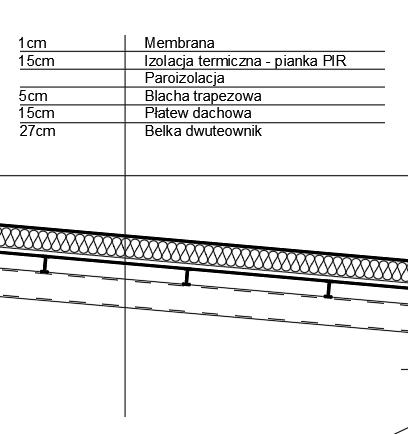 1cm Membrana
15cm Izolacja termiczna - pianka PIR
Paroizolacja
5cm Blacha trapezowa
15cm Płatew dachowa
27cm Belka dwuteownik